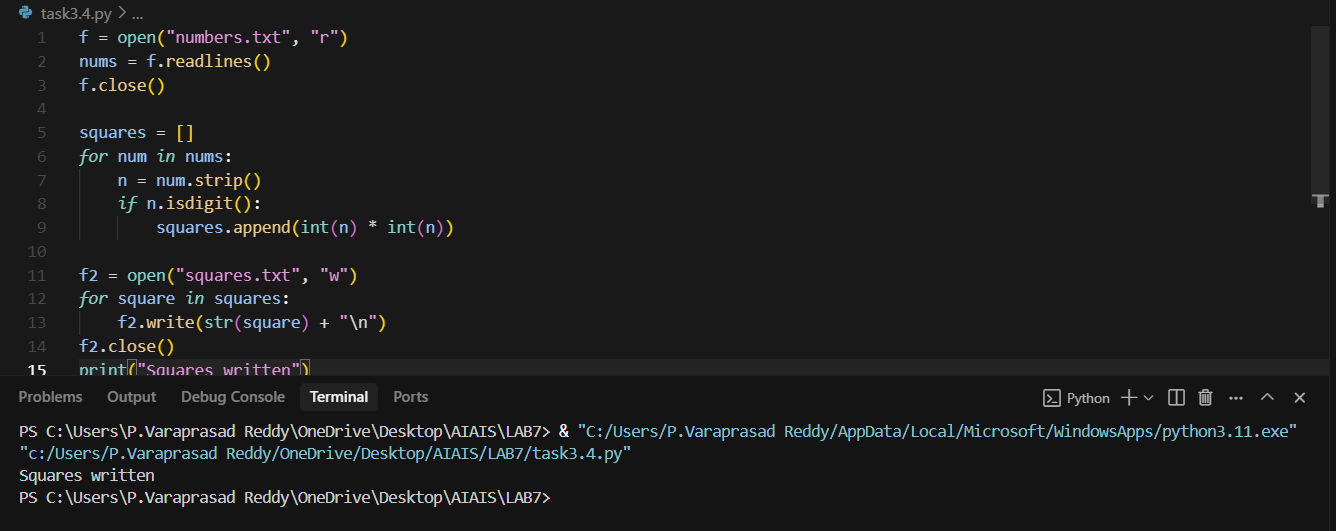 task3.4.py > ...
1 f = open("numbers.txt", "r")
2 nums = f.readlines()
3 f.close()
4
5 squares = []
6 for num in nums:
7     n = num.strip()
8     if n.isdigit():
9         squares.append(int(n) * int(n))
10
11 f2 = open("squares.txt", "w")
12 for square in squares:
13     f2.write(str(square) + "\n")
14 f2.close()
15 print("Squares written")
Problems Output Debug Console Terminal Ports Python
PS C:\Users\P.Varaprasad Reddy\OneDrive\Desktop\AIAIS\LAB7> & "C:/Users/P.Varaprasad Reddy/AppData/Local/Microsoft/WindowsApps/python3.11.exe"
"c:/Users/P.Varaprasad Reddy/OneDrive/Desktop/AIAIS/LAB7/task3.4.py"
Squares written
PS C:\Users\P.Varaprasad Reddy\OneDrive\Desktop\AIAIS\LAB7>